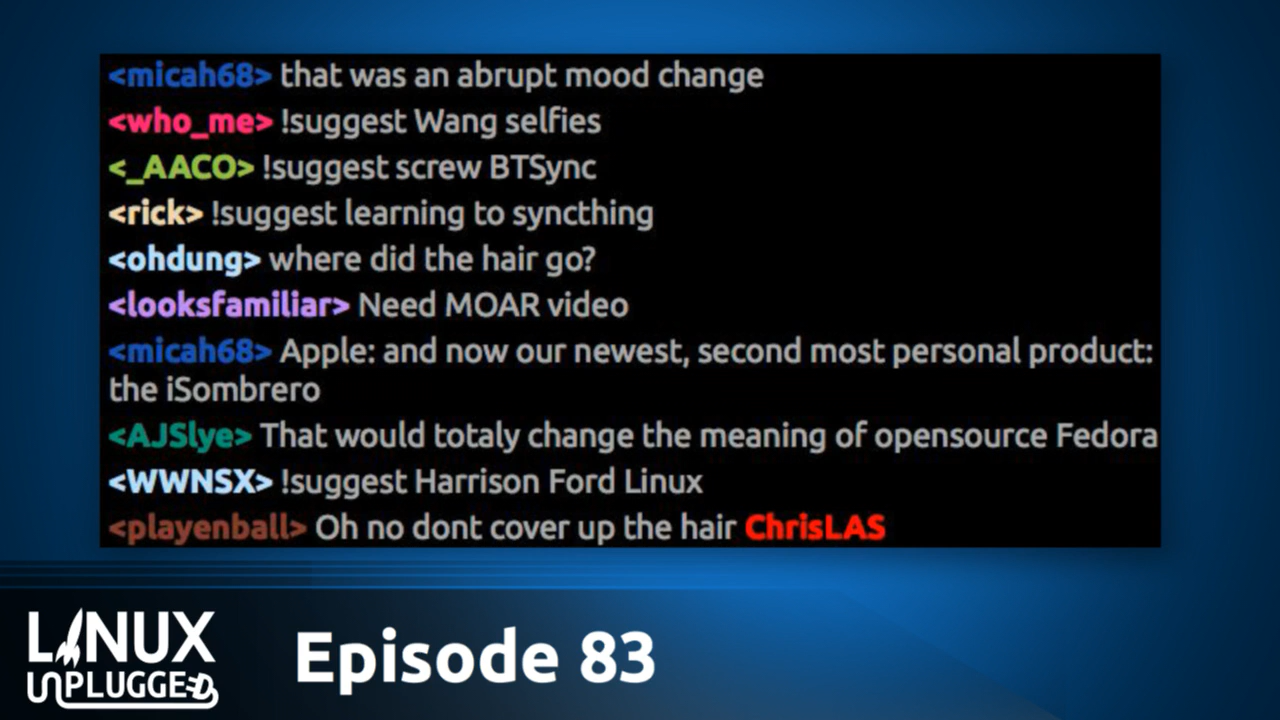 <micah68> that was an abrupt mood change
<who_me> !suggest Wang selfies
<_AACO> !suggest screw BTSync
<rick> !suggest learning to syncthing
<ohdung> where did the hair go?
<looksfamiliar> Need MOAR video
<micah68> Apple: and now our newest, second most personal product:
the iSombrero
<AJSlye> That would totaly change the meaning of opensource Fedora
<WWNSX> !suggest Harrison Ford Linux
<playenball> Oh no dont cover up the hair ChrisLAS
LINUX
UNPLUGGED
Episode 83